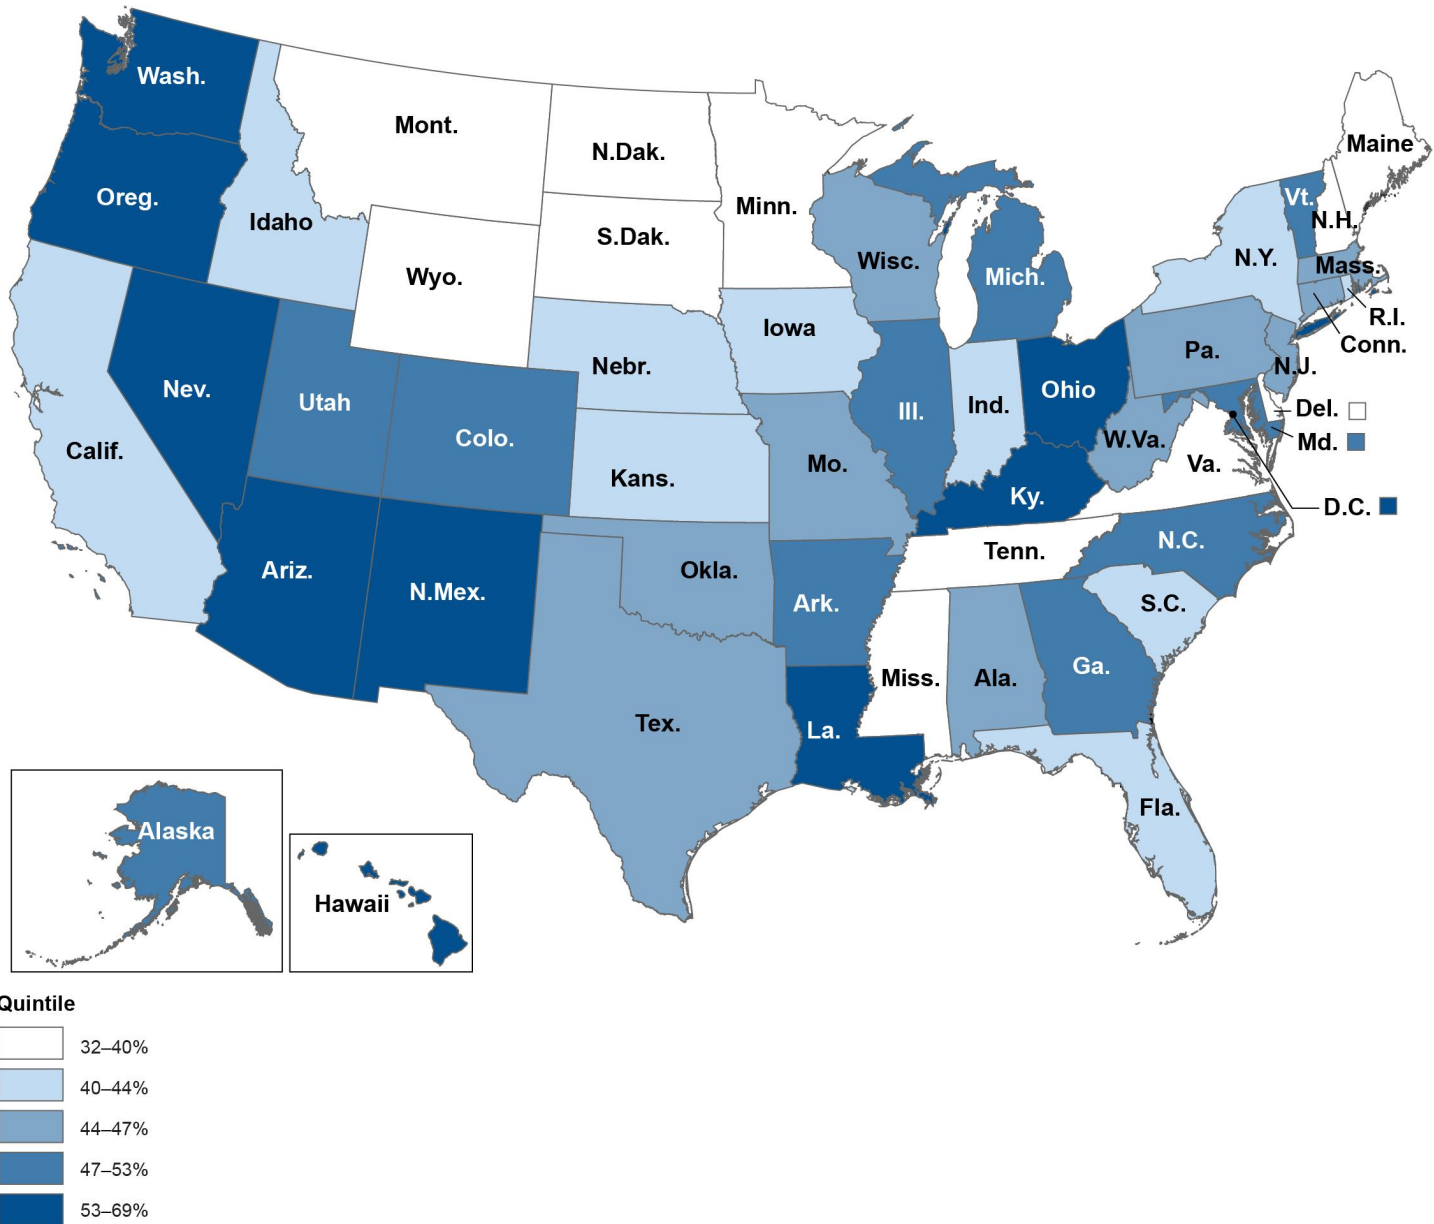 Wash.
Mont.
N.Dak.
Maine
Oreg.
Minn.
Vt.
Idaho
N.H.
S.Dak.
Wyo.
Wisc.
N.Y.
Mass.
Mich.
Iowa
R.I.
Conn.
Pa.
Nebr.
N.J.
Nev.
Utah
Ohio
Ill.
Ind.
Del.
Colo.
W.Va.
Md.
Calif.
Kans.
Mo.
Va.
Ky.
D.C.
N.C.
Tenn.
Ariz.
Okla.
N.Mex.
Ark.
S.C.
Ga.
Miss.
Ala.
Tex.
La.
Fla.
Alaska
Hawaii
Quintile
32–40%
40–44%
44–47%
47–53%
53–69%